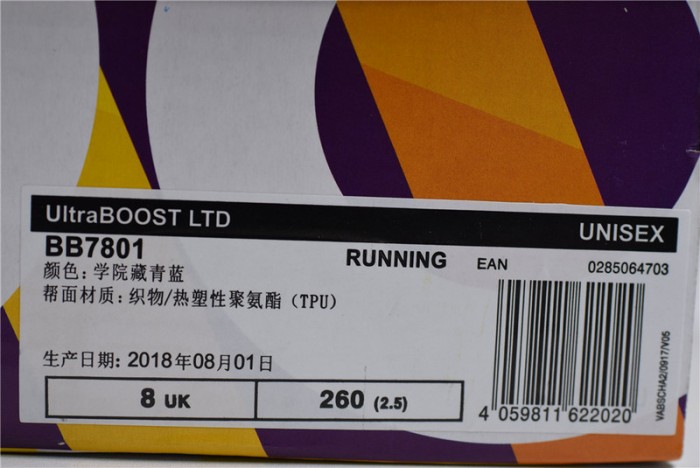 UltraBOOST LTD
UNISEX
BB7801
RUNNING
EAN
0285064703
颜色: 学院藏青蓝
帮面材质: 织物/热塑性聚氨酯（TPU）
生产日期: 2018年08月01日
8 UK
260 (2.5)
4 059811 622020
VABSCHA2/0917/V05